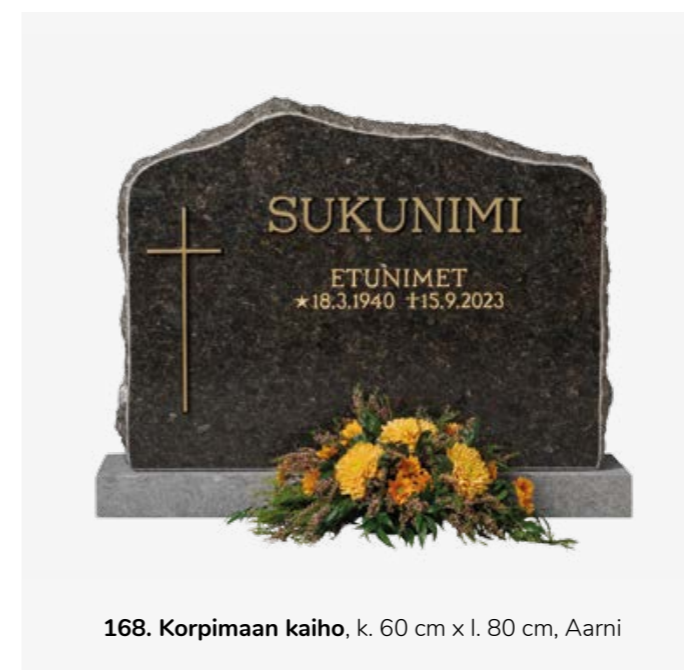 SUKUNIMI
ETUNIMET
★18.3.1940 ✝15.9.2023
168. Korpimaan kaiho, k. 60 cm x l. 80 cm, Aarni